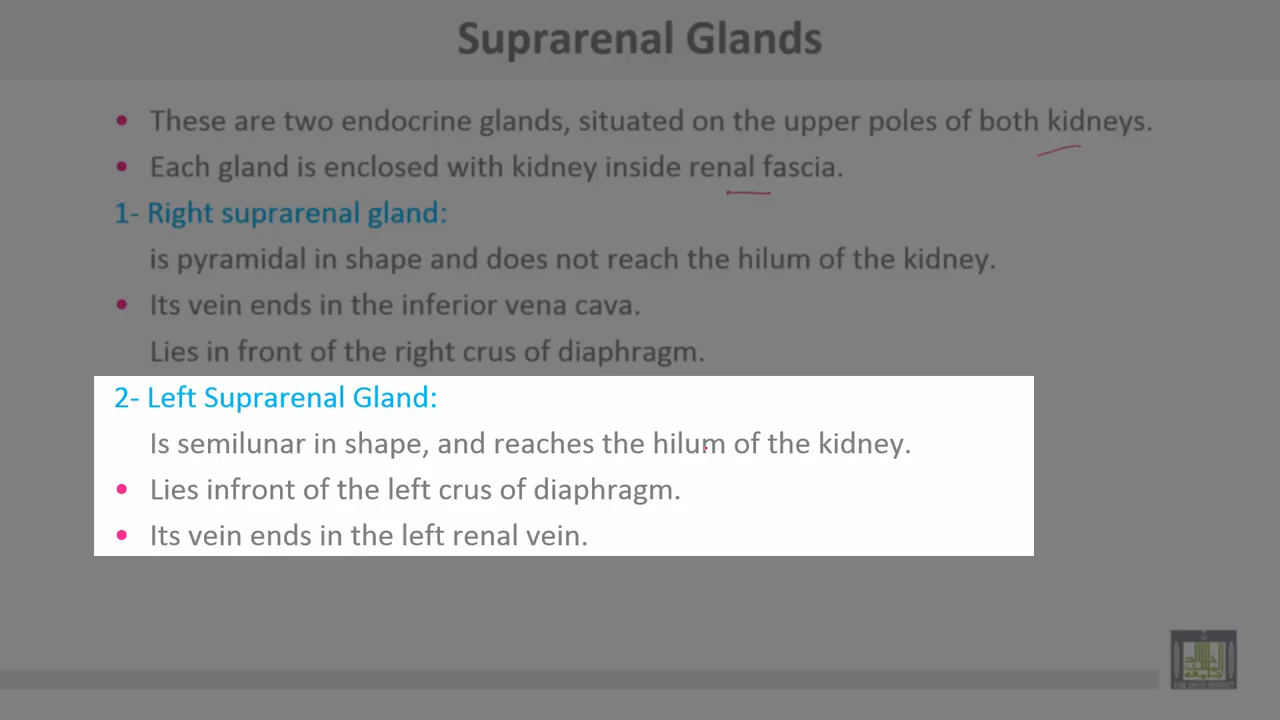 Suprarenal Glands
• These are two endocrine glands, situated on the upper poles of both kidneys.
• Each gland is enclosed with kidney inside renal fascia.
1- Right suprarenal gland:
is pyramidal in shape and does not reach the hilum of the kidney.
• Its vein ends in the inferior vena cava.
Lies in front of the right crus of diaphragm.
2- Left Suprarenal Gland:
Is semilunar in shape, and reaches the hilum of the kidney.
• Lies infront of the left crus of diaphragm.
• Its vein ends in the left renal vein.